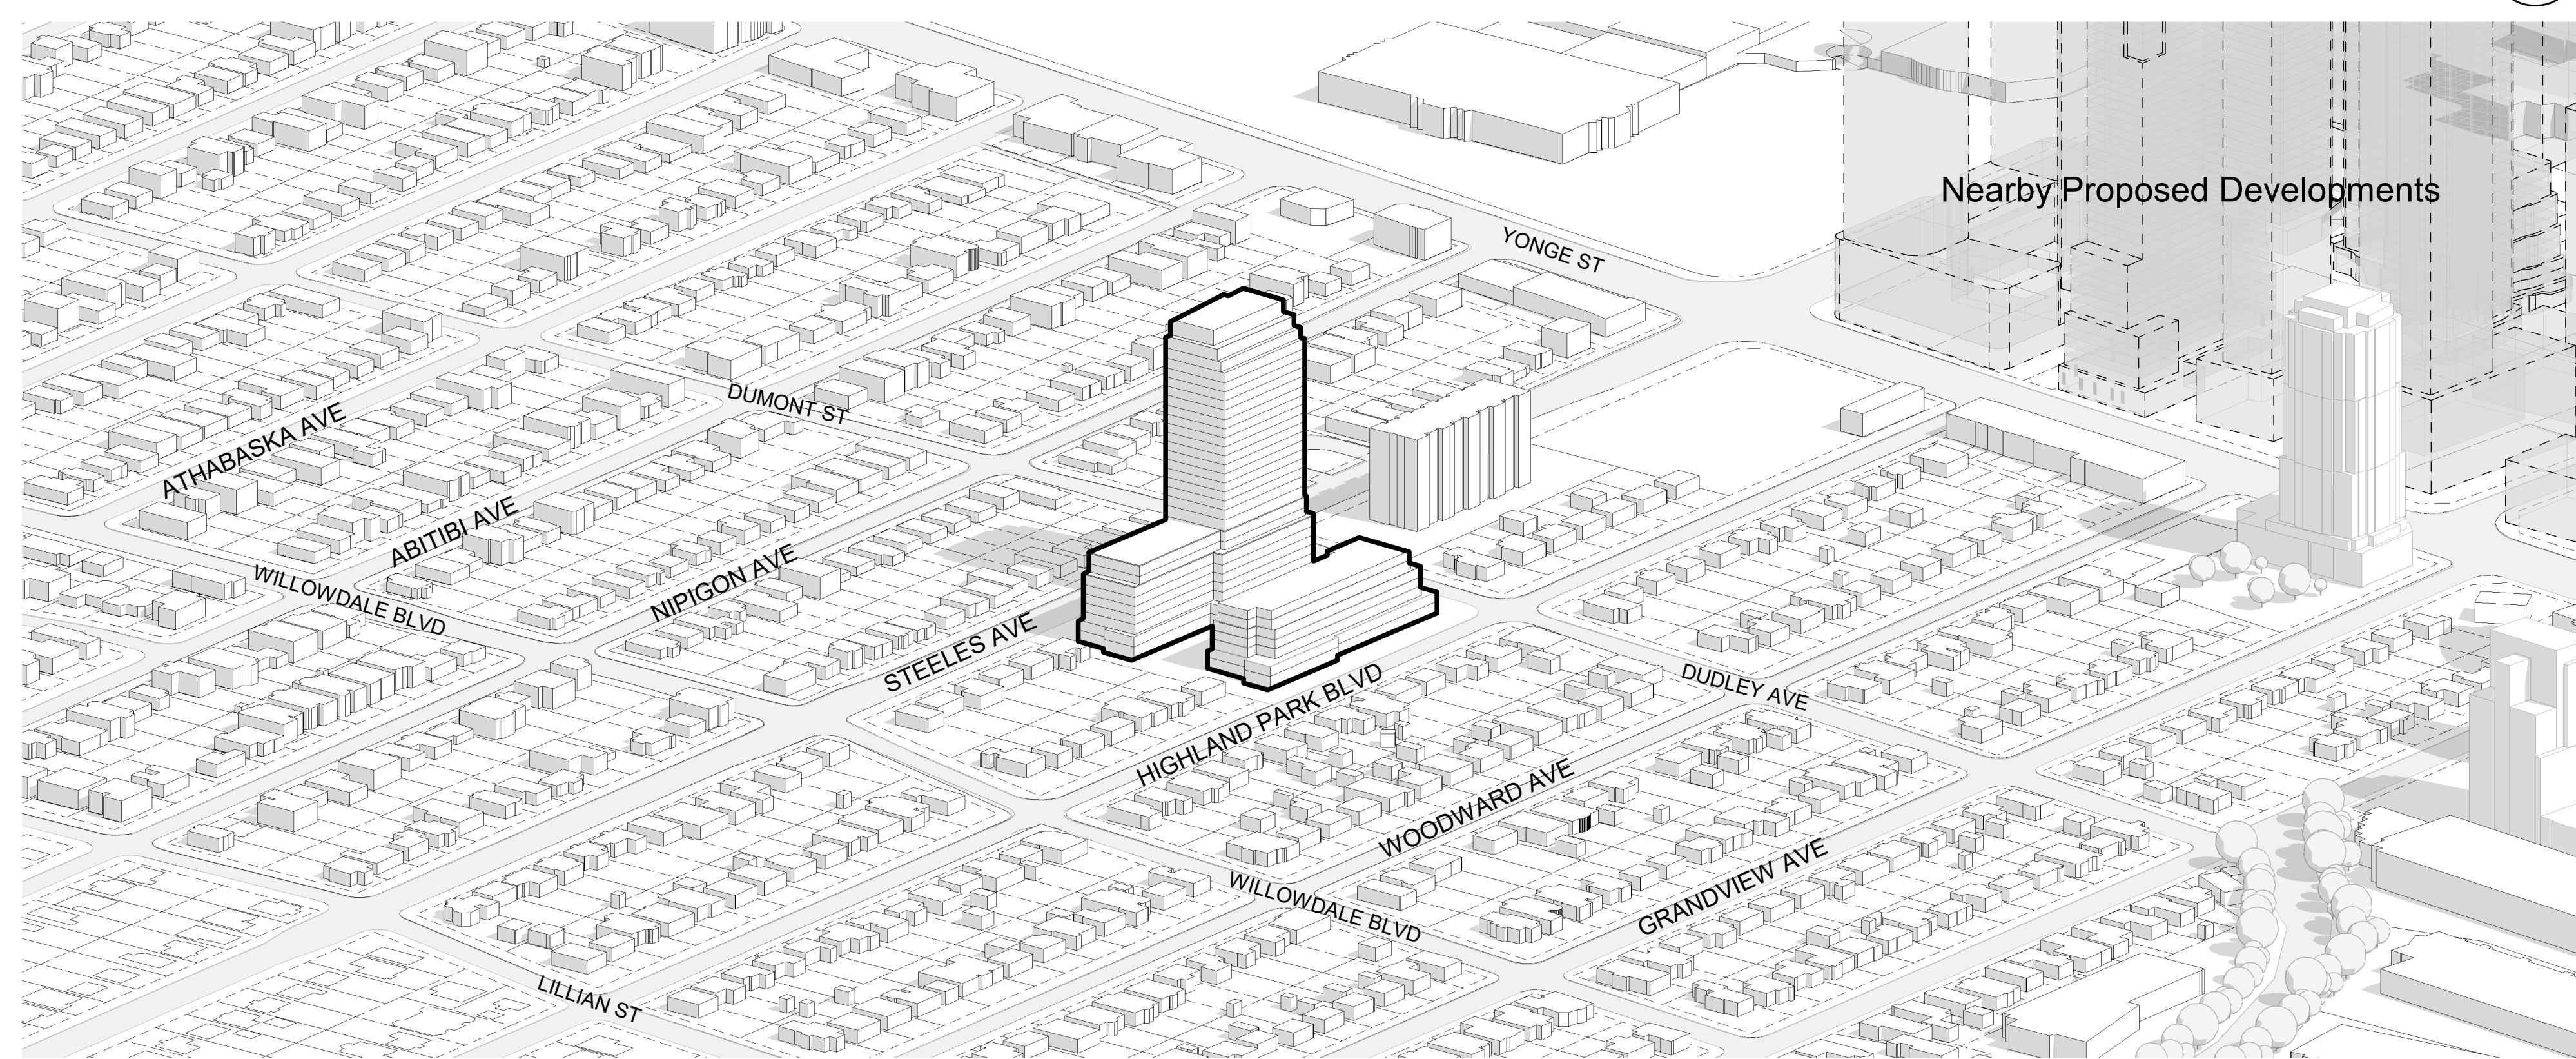 Nearby Proposed Developments
YONGE ST
DUMONT ST
ATHABASKA AVE
ABITIBI AVE
WILLOWDALE BLVD
NIPIGON AVE
STEELES AVE
HIGHLAND PARK BLVD
DUDLEY AVE
WOODWARD AVE
GRANDVIEW AVE
WILLOWDALE BLVD
LILLIAN ST